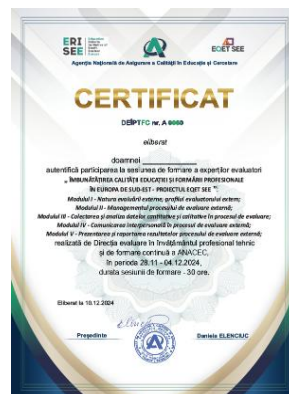 ERI
SEE
EQET SEE
Agenția Națională de Asigurare a Calității în Educație și Cercetare
CERTIFICAT
DEÎPTFC nr. A
eliberat
doamnei _______________
autentifică participarea la sesiunea de formare a experților evaluatori
„ ÎMBUNĂTĂȚIREA CALITĂȚII EDUCAȚIEI ȘI FORMĂRII PROFESIONALE
ÎN EUROPA DE SUD-EST - PROIECTUL EQET SEE ”:
Modulul I - Natura evaluării externe, profilul evaluatorului extern;
Modulul II - Managementul procesului de evaluare externă;
Modulul III - Colectarea și analiza datelor cantitative și calitative în procesul de evaluare;
Modulul IV - Comunicarea interpersonală în procesul de evaluare externă;
Modulul V - Prezentarea și raportarea rezultatelor procesului de evaluare externă;
realizată de Direcția evaluare în învățământul profesional tehnic
și de formare continuă a ANACEC,
în perioada 28.11 - 04.12.2024,
durata sesiunii de formare - 30 ore.
Eliberat la 10.12.2024
Președinte
Daniela ELENCIUC